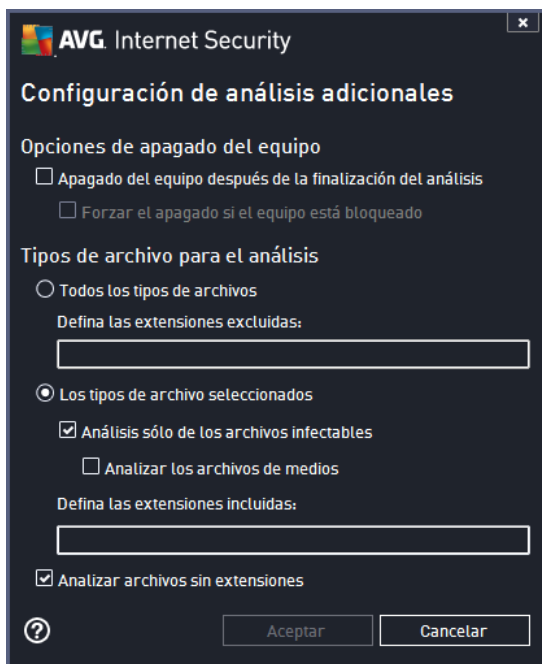 AVG. Internet Security
Configuración de análisis adicionales
Opciones de apagado del equipo
Apagado del equipo después de la finalización del análisis
Forzar el apagado si el equipo está bloqueado
Tipos de archivo para el análisis
Todos los tipos de archivos
Defina las extensiones excluidas:
Los tipos de archivo seleccionados
Análisis sólo de los archivos infectables
Analizar los archivos de medios
Defina las extensiones incluidas:
Analizar archivos sin extensiones
Aceptar
Cancelar